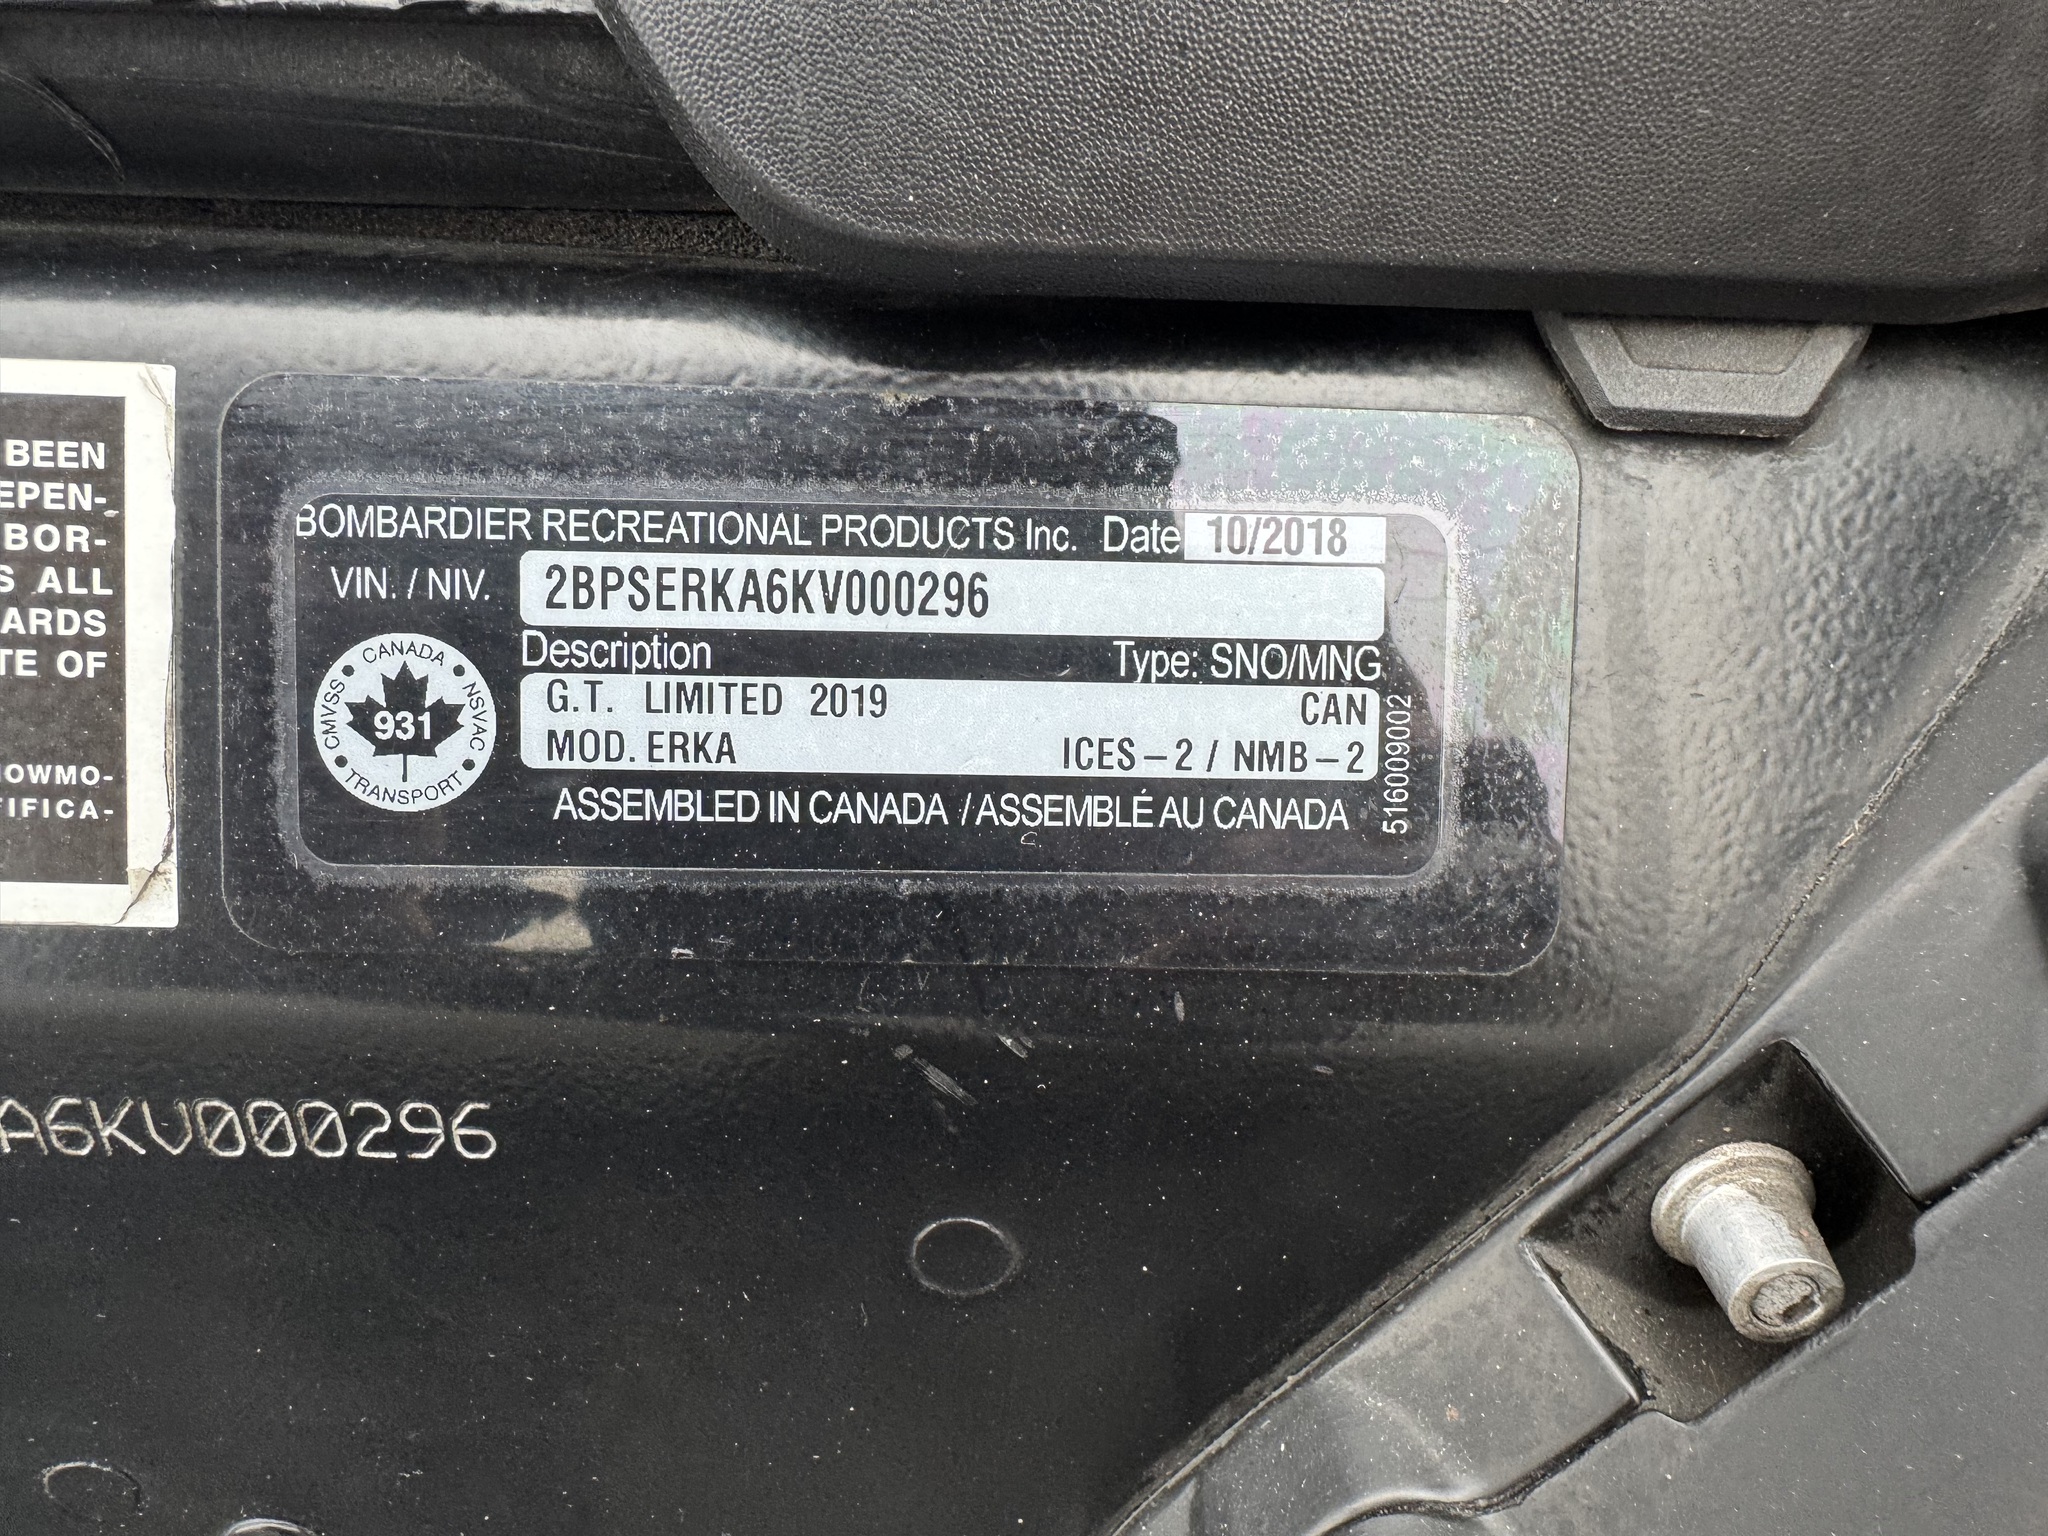 BEEN
EPEN-
BOR-
S ALL
ARDS
TE OF
OWMO-
IFICA-
BOMBARDIER RECREATIONAL PRODUCTS Inc. Date 10/2018
VIN. / NIV. 2BPSERKA6KV000296
Description Type: SNO/MNG
G.T. LIMITED 2019 CAN
MOD. ERKA ICES-2 / NMB-2
ASSEMBLED IN CANADA / ASSEMBLÉ AU CANADA
516009002
CANADA
CMVSS 931 NSVAC
TRANSPORT
A6KV000296